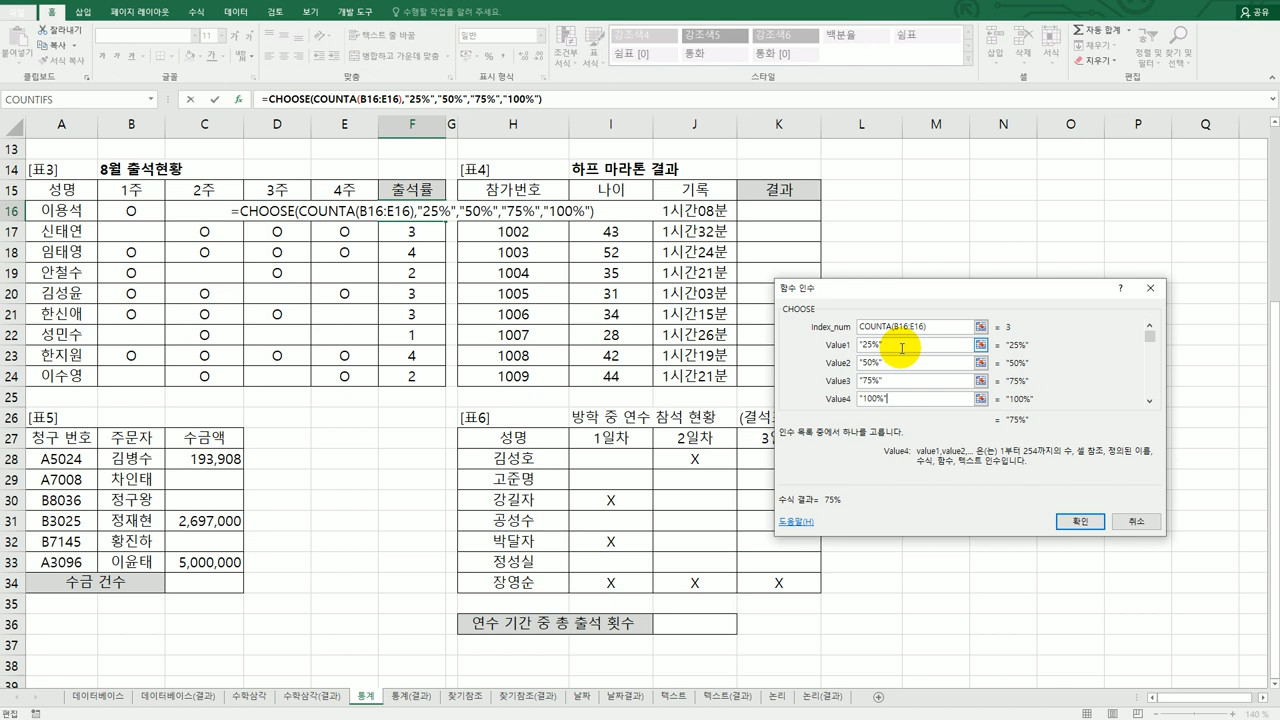 홈 삽입 페이지 레이아웃 수식 데이터 검토 보기 개발 도구 수행할 작업을 알려 주세요. 공유
붙여넣기 잘라내기 복사 서식 복사 클립보드
11 가 가 글꼴
텍스트 줄 바꿈 병합하고 가운데 맞춤 맞춤
일반 표시 형식
조건부 서식 표 서식 강조색4 강조색5 강조색6 백분율 쉼표
쉼표 [0] 통화 통화 [0] 스타일
삽입 삭제 서식 셀
자동 합계 채우기 지우기 정렬 및 필터 찾기 및 선택 편집
COUNTIFS =CHOOSE(COUNTA(B16:E16),"25%","50%","75%","100%")
A B C D E F G H I J K L M N O P Q
13
14 [표3] 8월 출석현황 [표4] 하프 마라톤 결과
15 성명 1주 2주 3주 4주 출석률 참가번호 나이 기록 결과
16 이용석 O =CHOOSE(COUNTA(B16:E16),"25%","50%","75%","100%") 1시간08분
17 신태연 O O O 3 1002 43 1시간32분
18 임태영 O O O O 4 1003 52 1시간24분
19 안철수 O O 2 1004 35 1시간21분
20 김성윤 O O O 3 1005 31 1시간03분
21 한신애 O O O 3 1006 34 1시간15분
22 성민수 O 1 1007 28 1시간26분
23 한지원 O O O O 4 1008 42 1시간19분
24 이수영 O O 2 1009 44 1시간21분
25
26 [표5] [표6] 방학 중 연수 참석 현황 (결석
27 청구 번호 주문자 수금액 성명 1일차 2일차
28 A5024 김병수 193,908 김성호 X
29 A7008 차인태 고준명
30 B8036 정구왕 강길자 X
31 B3025 정재현 2,697,000 공성수
32 B7145 황진하 박달자 X
33 A3096 이윤태 5,000,000 정성실
34 수금 건수 장영순 X X X
35
36 연수 기간 중 총 출석 횟수
37
38
39
함수 인수 ?
CHOOSE
Index_num COUNTA(B16:E16) = 3
Value1 "25%" = "25%"
Value2 "50%" = "50%"
Value3 "75%" = "75%"
Value4 "100%" = "100%"
= "75%"
인수 목록 중에서 하나를 고릅니다.
Value4: value1,value2,... 은(는) 1부터 254까지의 수, 셀 참조, 정의된 이름,
수식, 함수, 텍스트 인수입니다.
수식 결과= 75%
도움말(H) 확인 취소
데이터베이스 데이터베이스(결과) 수학삼각 수학삼각(결과) 통계 통계(결과) 찾기참조 찾기참조(결과) 날짜 날짜결과) 텍스트 텍스트(결과) 논리 논리(결과)
편집 140 %